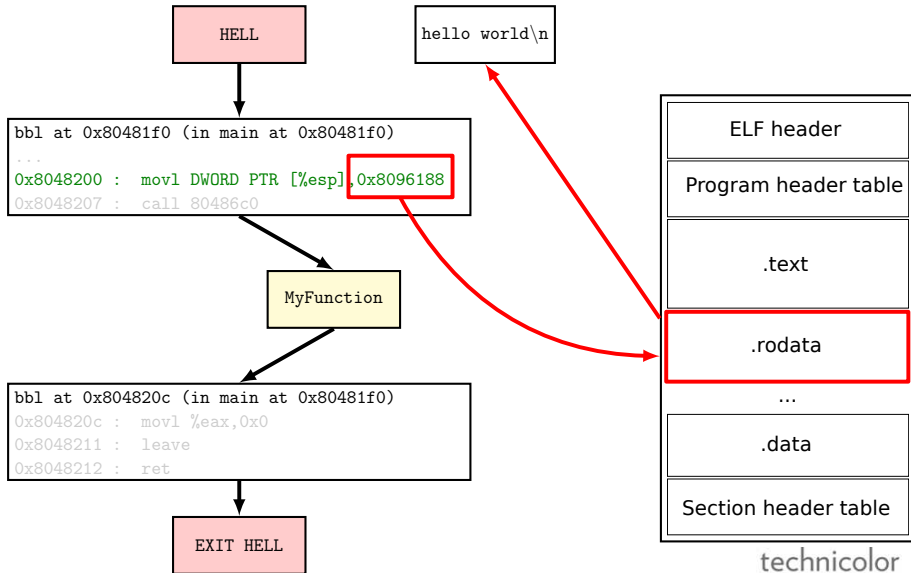 HELL
hello world\n
bbl at 0x80481f0 (in main at 0x80481f0)
...
0x8048200 :  movl DWORD PTR [%esp],0x8096188
0x8048207 :  call 80486c0
MyFunction
bbl at 0x804820c (in main at 0x80481f0)
0x804820c :  movl %eax,0x0
0x8048211 :  leave
0x8048212 :  ret
EXIT HELL
ELF header
Program header table
.text
.rodata
...
.data
Section header table
technicolor